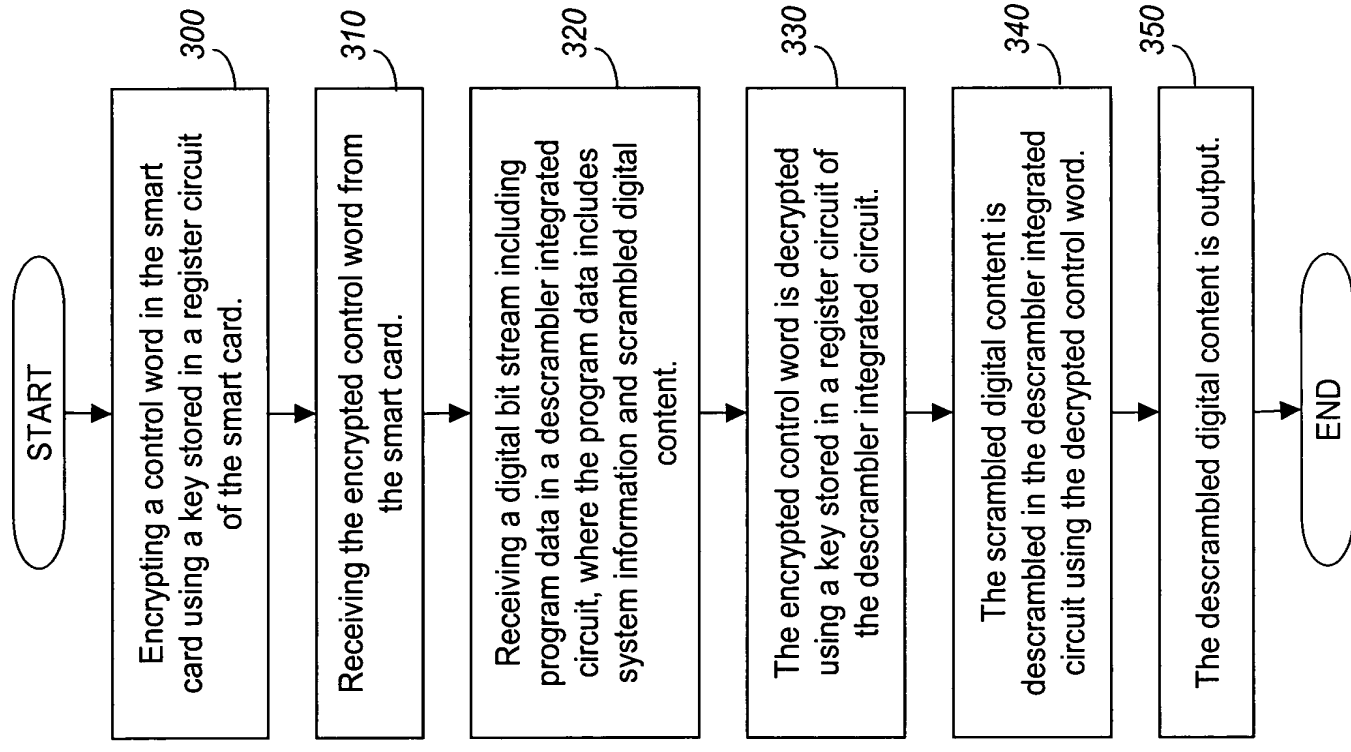 START
Encrypting a control word in the smart
card using a key stored in a register circuit
of the smart card.
300
Receiving the encrypted control word from
the smart card.
310
Receiving a digital bit stream including
program data in a descrambler integrated
circuit, where the program data includes
system information and scrambled digital
content.
320
The encrypted control word is decrypted
using a key stored in a register circuit of
the descrambler integrated circuit.
330
The scrambled digital content is
descrambled in the descrambler integrated
circuit using the decrypted control word.
340
The descrambled digital content is output.
350
END